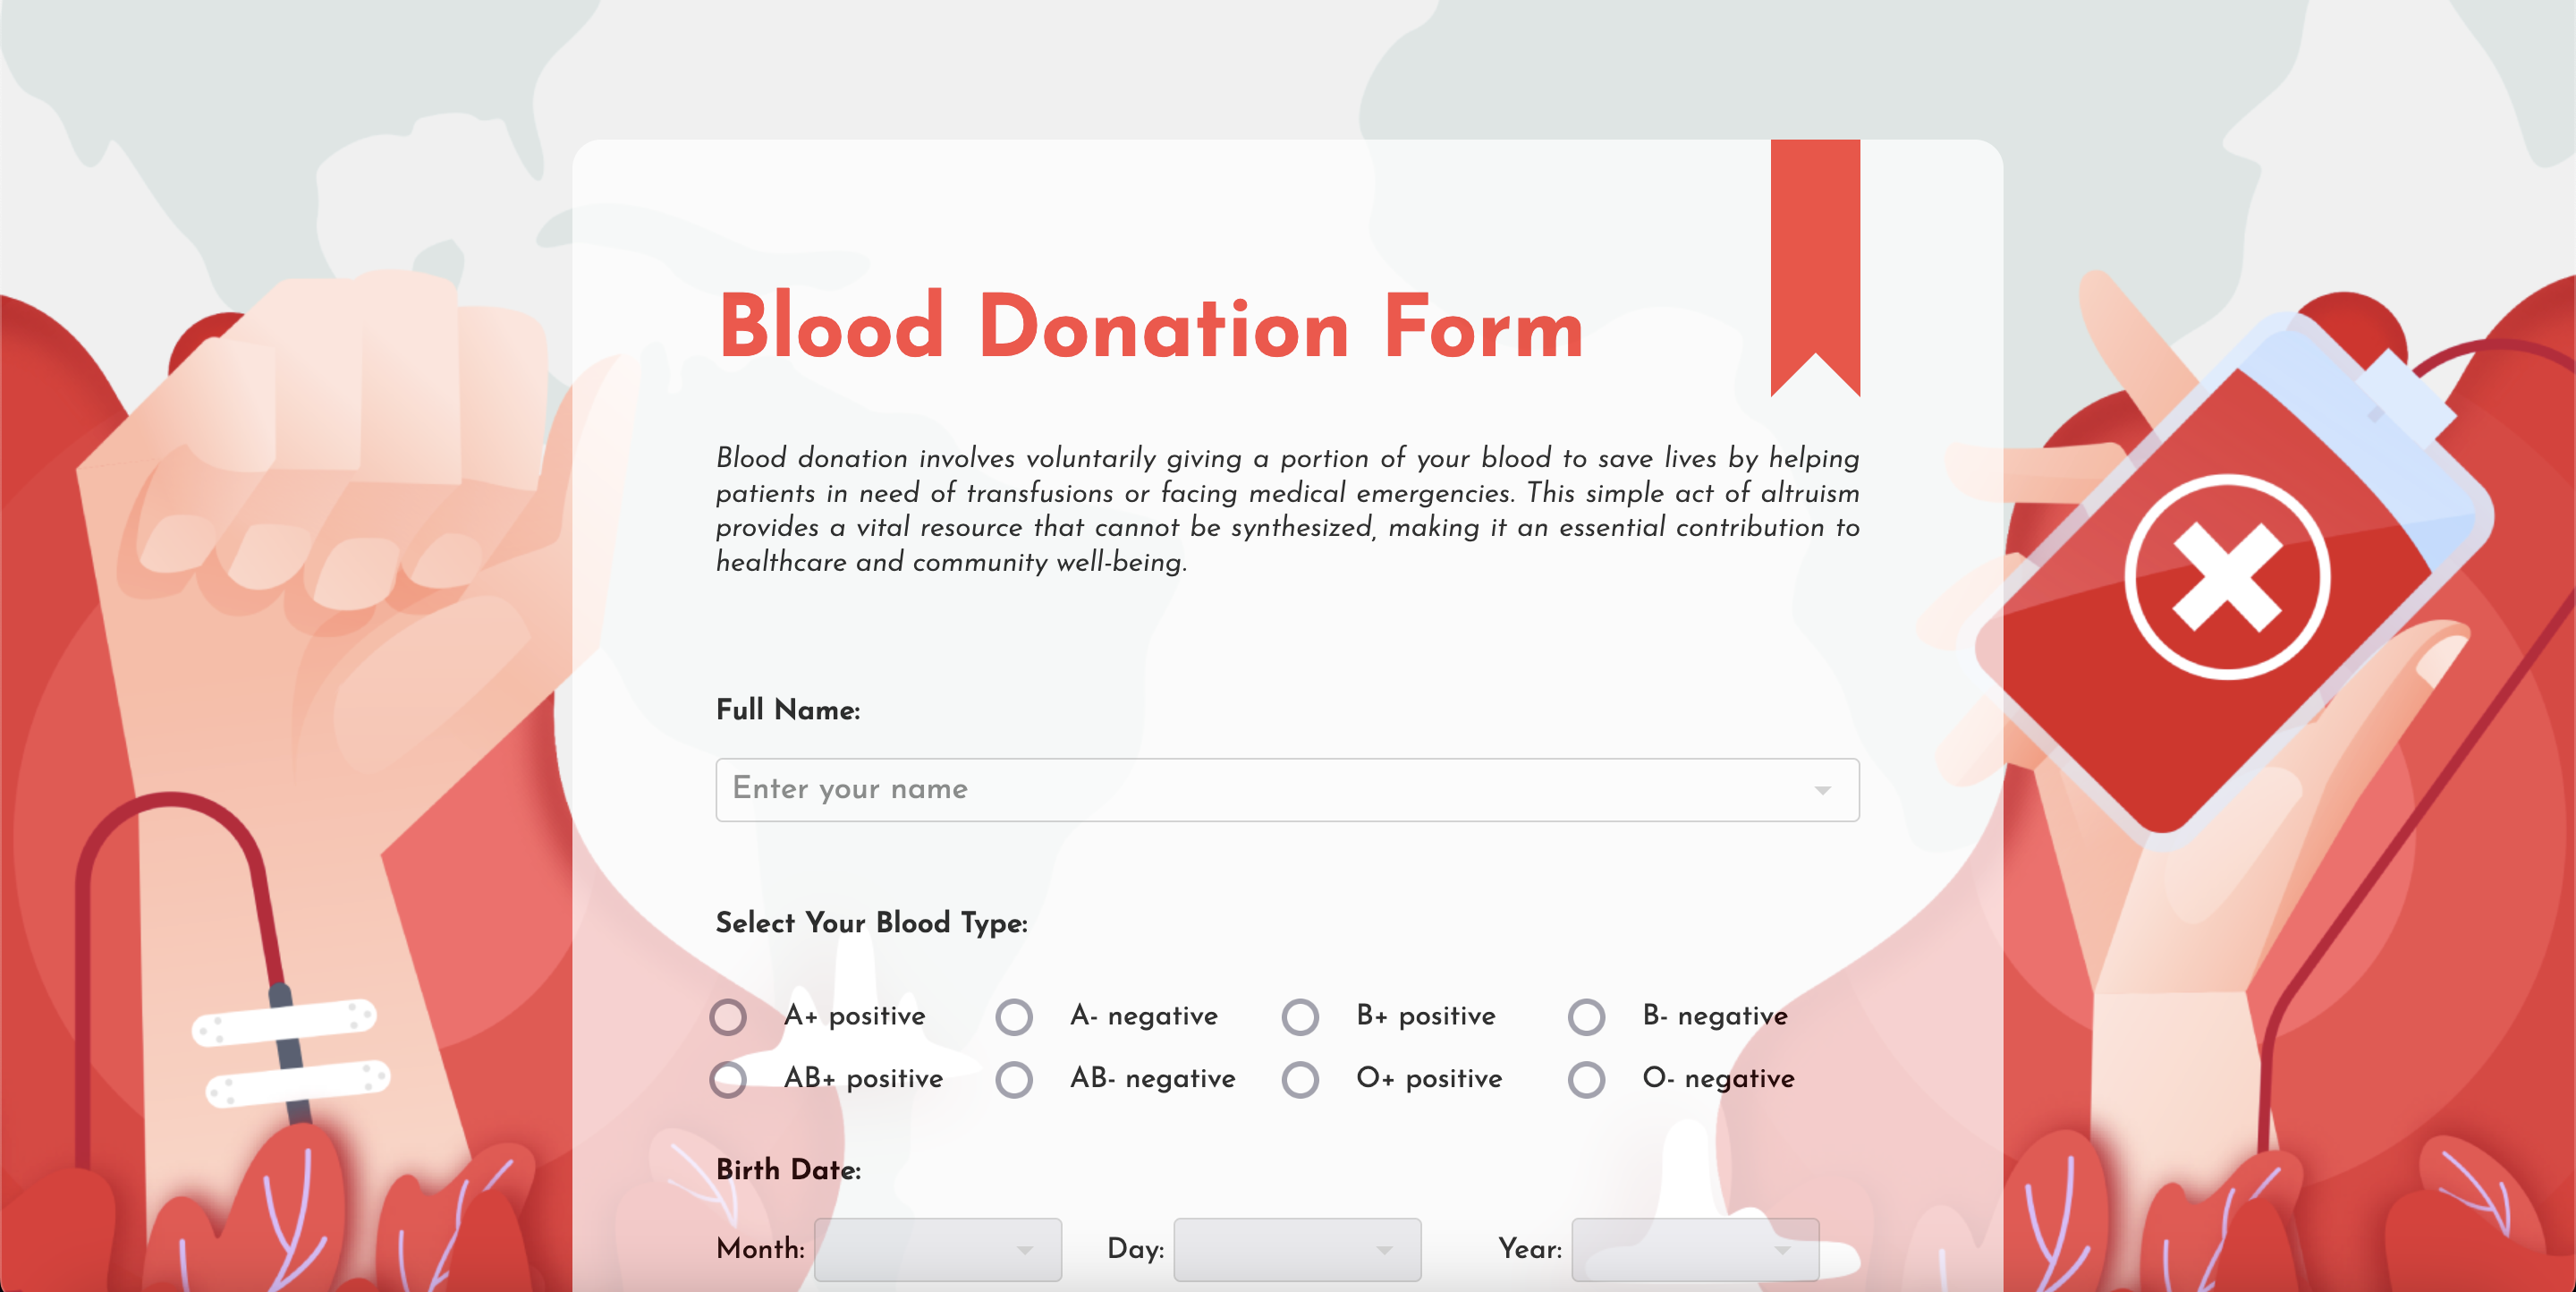 Blood Donation Form
Blood donation involves voluntarily giving a portion of your blood to save lives by helping
patients in need of transfusions or facing medical emergencies. This simple act of altruism
provides a vital resource that cannot be synthesized, making it an essential contribution to
healthcare and community well-being.
Full Name:
Enter your name
Select Your Blood Type:
A+ positive A- negative B+ positive B- negative
AB+ positive AB- negative O+ positive O- negative
Birth Date:
Month: Day: Year: